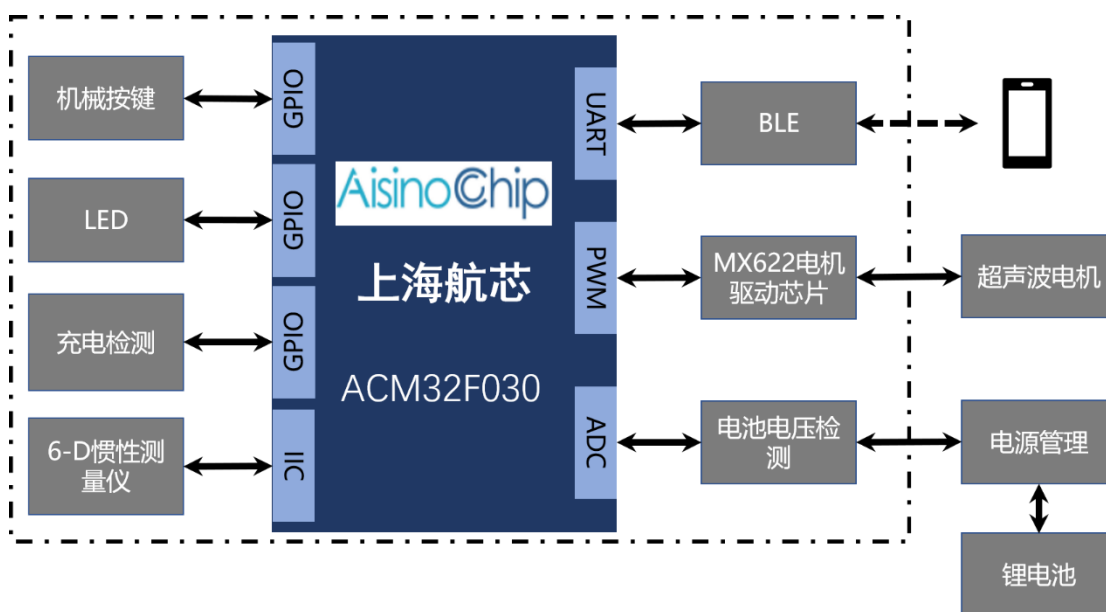 机械按键
LED
充电检测
6-D惯性测
量仪
GPIO
GPIO
GPIO
IIC
AisinoChip
上海航芯
ACM32F030
UART
PWM
ADC
BLE
MX622电机
驱动芯片
电池电压检
测
超声波电机
电源管理
锂电池